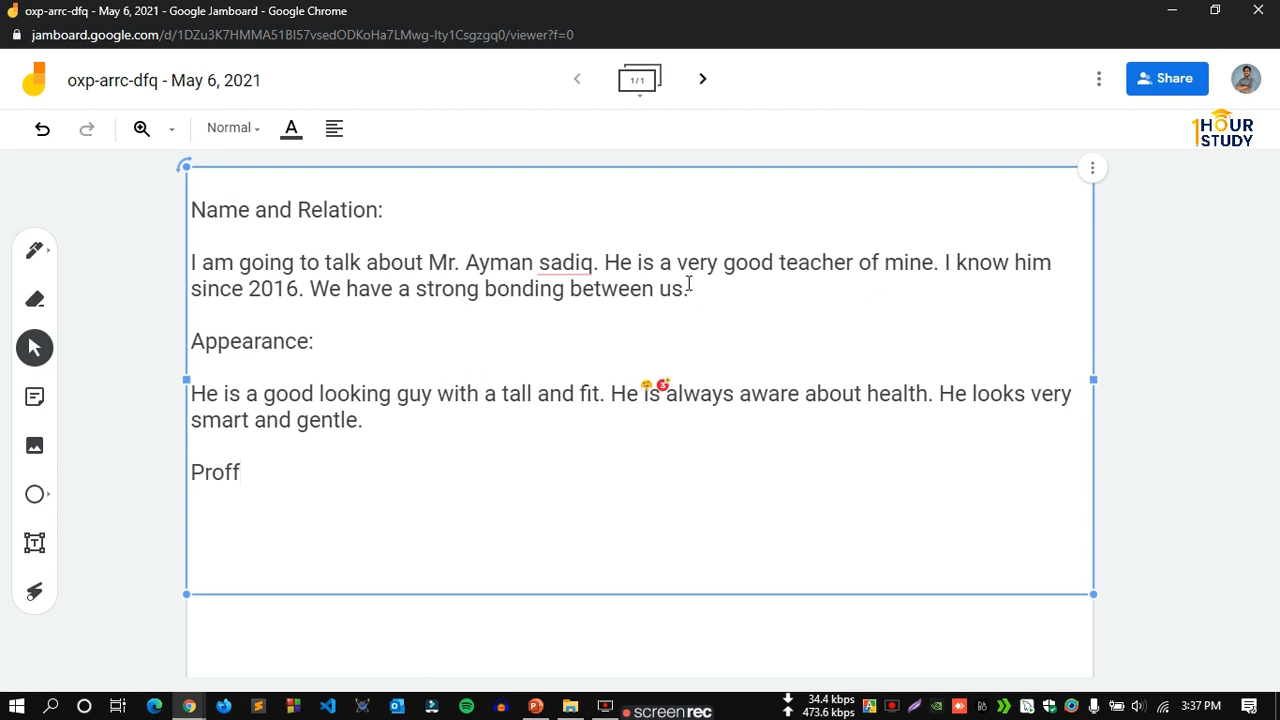 oxp-arrc-dfq - May 6, 2021 - Google Jamboard - Google Chrome
jamboard.google.com/d/1DZu3K7HMMA51BI57vsedODKoHa7LMwg-Ity1Csgzgq0/viewer?f=0
oxp-arrc-dfq - May 6, 2021
1/1
Share
Normal
1HOUR
STUDY
Name and Relation:
I am going to talk about Mr. Ayman sadiq. He is a very good teacher of mine. I know him
since 2016. We have a strong bonding between us.
Appearance:
He is a good looking guy with a tall and fit. He is always aware about health. He looks very
smart and gentle.
Proff
34.4 kbps
473.6 kbps
screenrec
3:37 PM